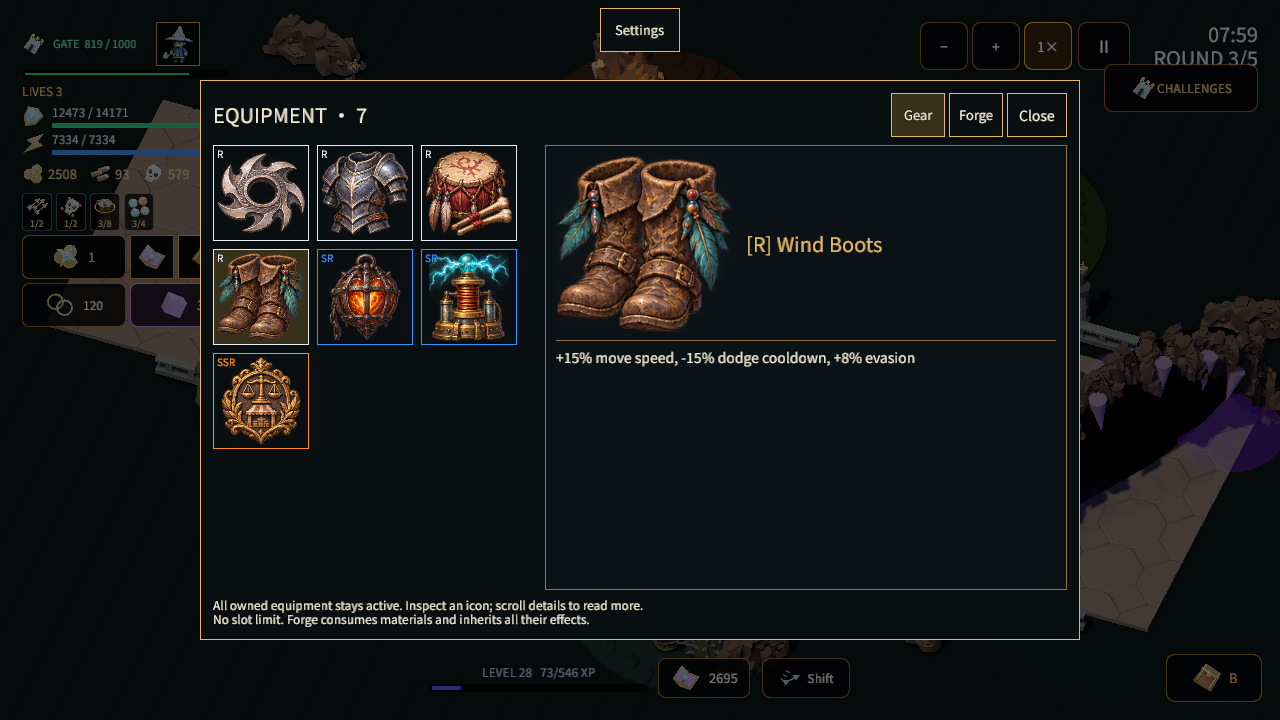 Settings
GATE 819 / 1000
LIVES 3
12473 / 14171
7334 / 7334
2508 93 579
1/2 1/2 3/8 3/4
1
120
− + 1× II
07:59
ROUND 3/5
CHALLENGES
EQUIPMENT • 7
Gear Forge Close
R R R
R SR SR
SSR
[R] Wind Boots
+15% move speed, -15% dodge cooldown, +8% evasion
All owned equipment stays active. Inspect an icon; scroll details to read more.
No slot limit. Forge consumes materials and inherits all their effects.
LEVEL 28 73/546 XP
2695
Shift
B